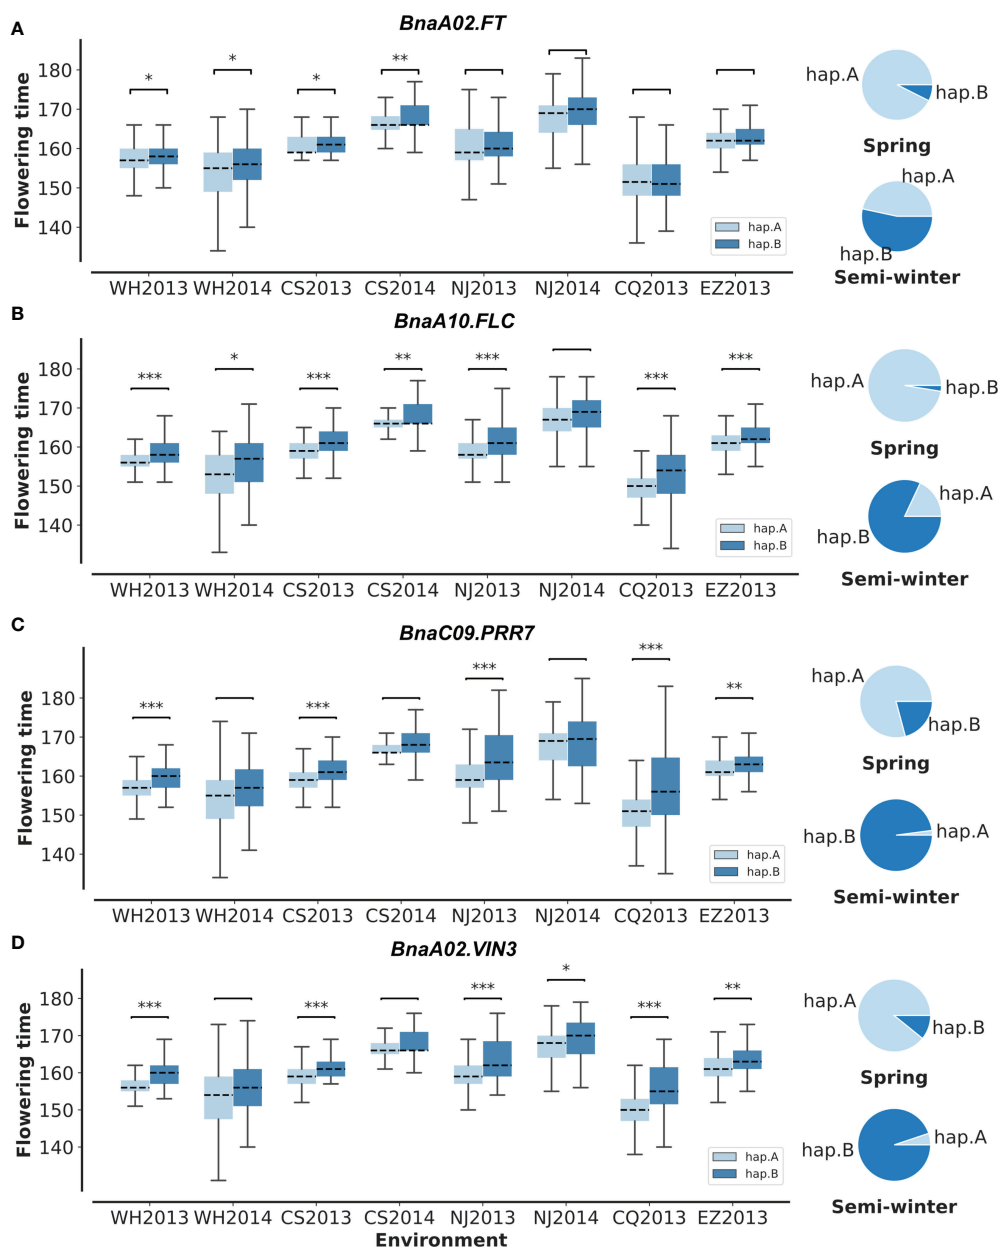 A
BnaA02.FT
Flowering time
180
170
160
150
140
*
*
*
**
hap.A
hap.B
WH2013 WH2014 CS2013 CS2014 NJ2013 NJ2014 CQ2013 EZ2013
hap.A
hap.B
Spring
hap.A
hap.B
Semi-winter
B
BnaA10.FLC
Flowering time
180
170
160
150
140
***
*
***
**
***
***
***
hap.A
hap.B
WH2013 WH2014 CS2013 CS2014 NJ2013 NJ2014 CQ2013 EZ2013
hap.A
hap.B
Spring
hap.A
hap.B
Semi-winter
C
BnaC09.PRR7
Flowering time
180
170
160
150
140
***
***
***
***
**
hap.A
hap.B
WH2013 WH2014 CS2013 CS2014 NJ2013 NJ2014 CQ2013 EZ2013
hap.A
hap.B
Spring
hap.A
hap.B
Semi-winter
D
BnaA02.VIN3
Flowering time
180
170
160
150
140
***
***
***
*
***
**
hap.A
hap.B
WH2013 WH2014 CS2013 CS2014 NJ2013 NJ2014 CQ2013 EZ2013
Environment
hap.A
hap.B
Spring
hap.A
hap.B
Semi-winter